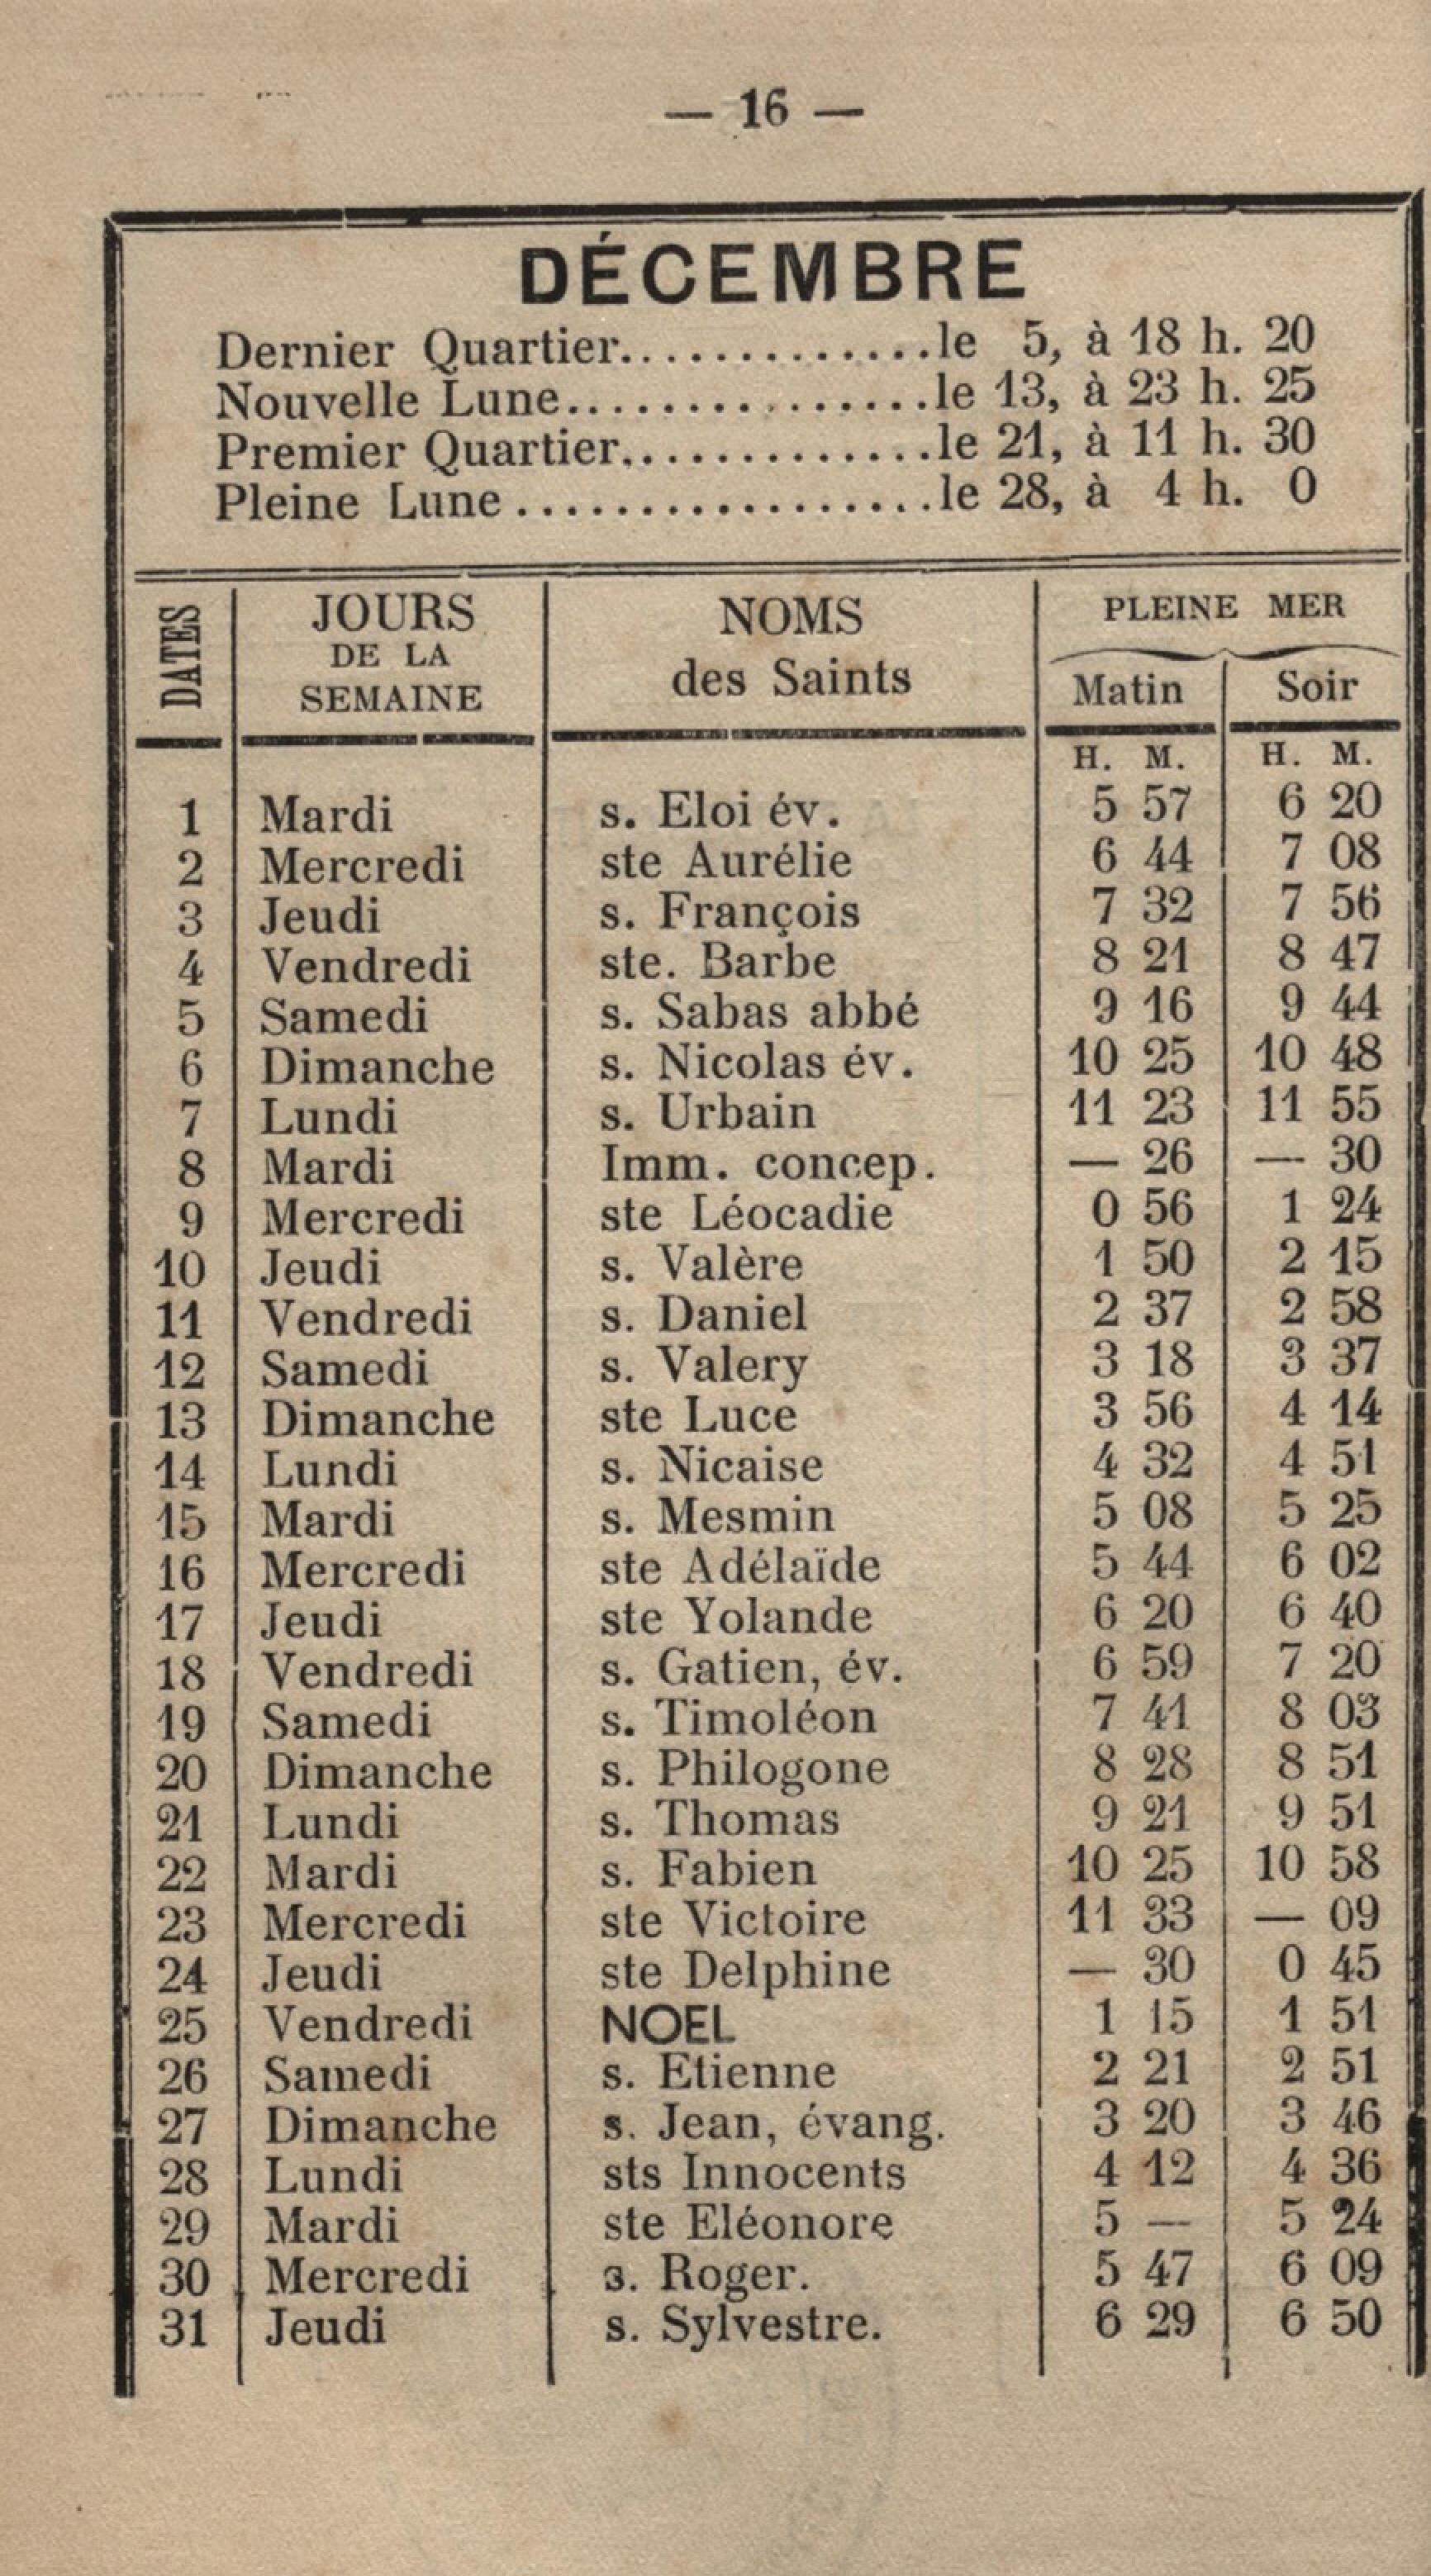 — 16 —
DÉCEMBRE
Dernier Quartier.............le 5, à 18 h. 20
Nouvelle Lune...............le 13, à 23 h. 25
Premier Quartier.............le 21, à 11 h. 30
Pleine Lune.................le 28, à 4 h. 0
DATES JOURS DE LA SEMAINE NOMS des Saints PLEINE MER
Matin Soir
H. M. H. M.
1 Mardi s. Eloi év. 5 57 6 20
2 Mercredi ste Aurélie 6 44 7 08
3 Jeudi s. François 7 32 7 56
4 Vendredi ste. Barbe 8 21 8 47
5 Samedi s. Sabas abbé 9 16 9 44
6 Dimanche s. Nicolas év. 10 25 10 48
7 Lundi s. Urbain 11 23 11 55
8 Mardi Imm. concep. — 26 — 30
9 Mercredi ste Léocadie 0 56 1 24
10 Jeudi s. Valère 1 50 2 15
11 Vendredi s. Daniel 2 37 2 58
12 Samedi s. Valery 3 18 3 37
13 Dimanche ste Luce 3 56 4 14
14 Lundi s. Nicaise 4 32 4 51
15 Mardi s. Mesmin 5 08 5 25
16 Mercredi ste Adélaïde 5 44 6 02
17 Jeudi ste Yolande 6 20 6 40
18 Vendredi s. Gatien, év. 6 59 7 20
19 Samedi s. Timoléon 7 41 8 03
20 Dimanche s. Philogone 8 28 8 51
21 Lundi s. Thomas 9 21 9 51
22 Mardi s. Fabien 10 25 10 58
23 Mercredi ste Victoire 11 33 — 09
24 Jeudi ste Delphine — 30 0 45
25 Vendredi NOEL 1 15 1 51
26 Samedi s. Etienne 2 21 2 51
27 Dimanche s. Jean, évang. 3 20 3 46
28 Lundi sts Innocents 4 12 4 36
29 Mardi ste Eléonore 5 — 5 24
30 Mercredi s. Roger. 5 47 6 09
31 Jeudi s. Sylvestre. 6 29 6 50